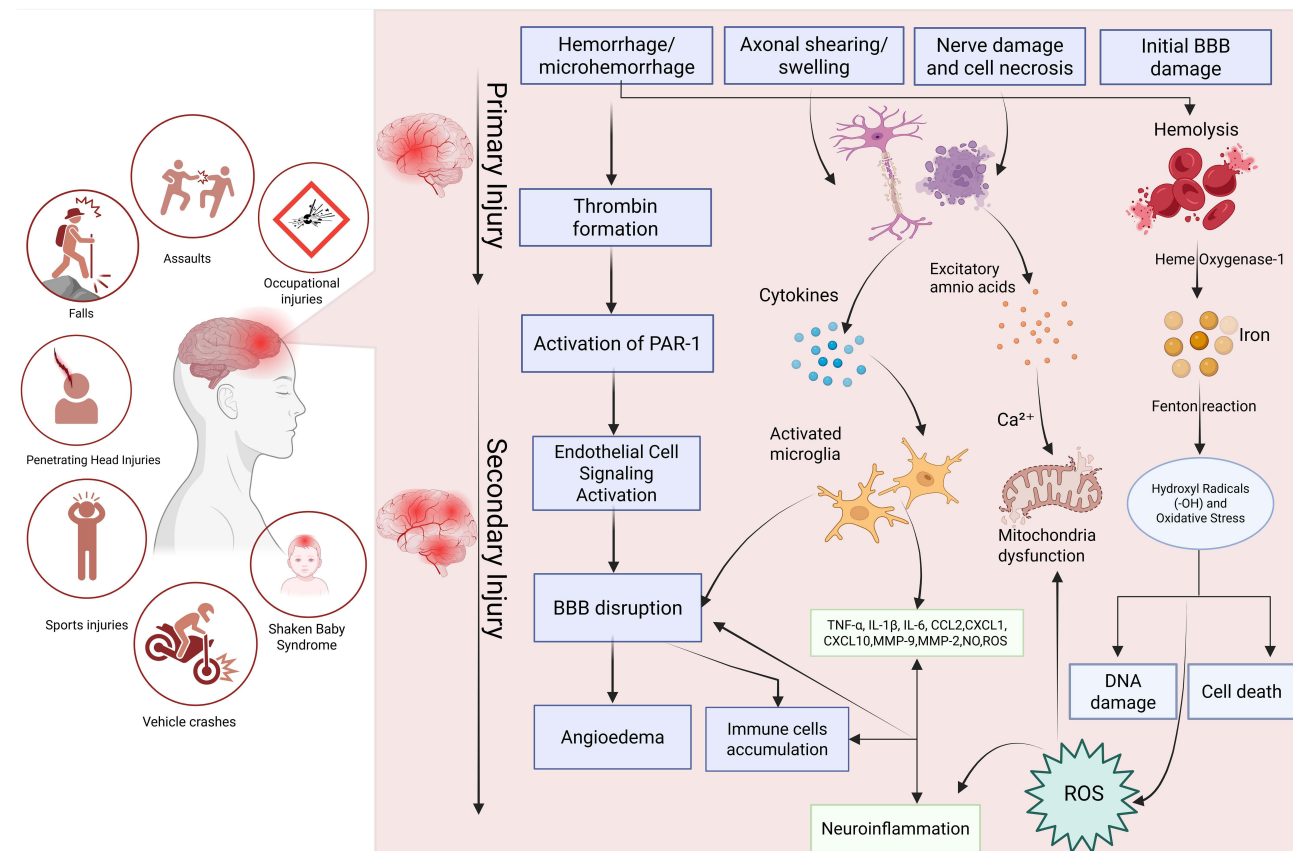 Assaults
Occupational
injuries
Falls
Penetrating Head Injuries
Sports injuries
Shaken Baby
Syndrome
Vehicle crashes
Primary Injury
Secondary Injury
Hemorrhage/
microhemorrhage
Axonal shearing/
swelling
Nerve damage
and cell necrosis
Initial BBB
damage
Thrombin
formation
Activation of PAR-1
Endothelial Cell
Signaling
Activation
BBB disruption
Angioedema
Immune cells
accumulation
Cytokines
Activated
microglia
TNF-α, IL-1β, IL-6, CCL2,CXCL1,
CXCL10,MMP-9,MMP-2,NO,ROS
Neuroinflammation
Excitatory
amnio acids
Ca²⁺
Mitochondria
dysfunction
Hemolysis
Heme Oxygenase-1
Iron
Fenton reaction
Hydroxyl Radicals
(-OH) and
Oxidative Stress
DNA
damage
Cell death
ROS